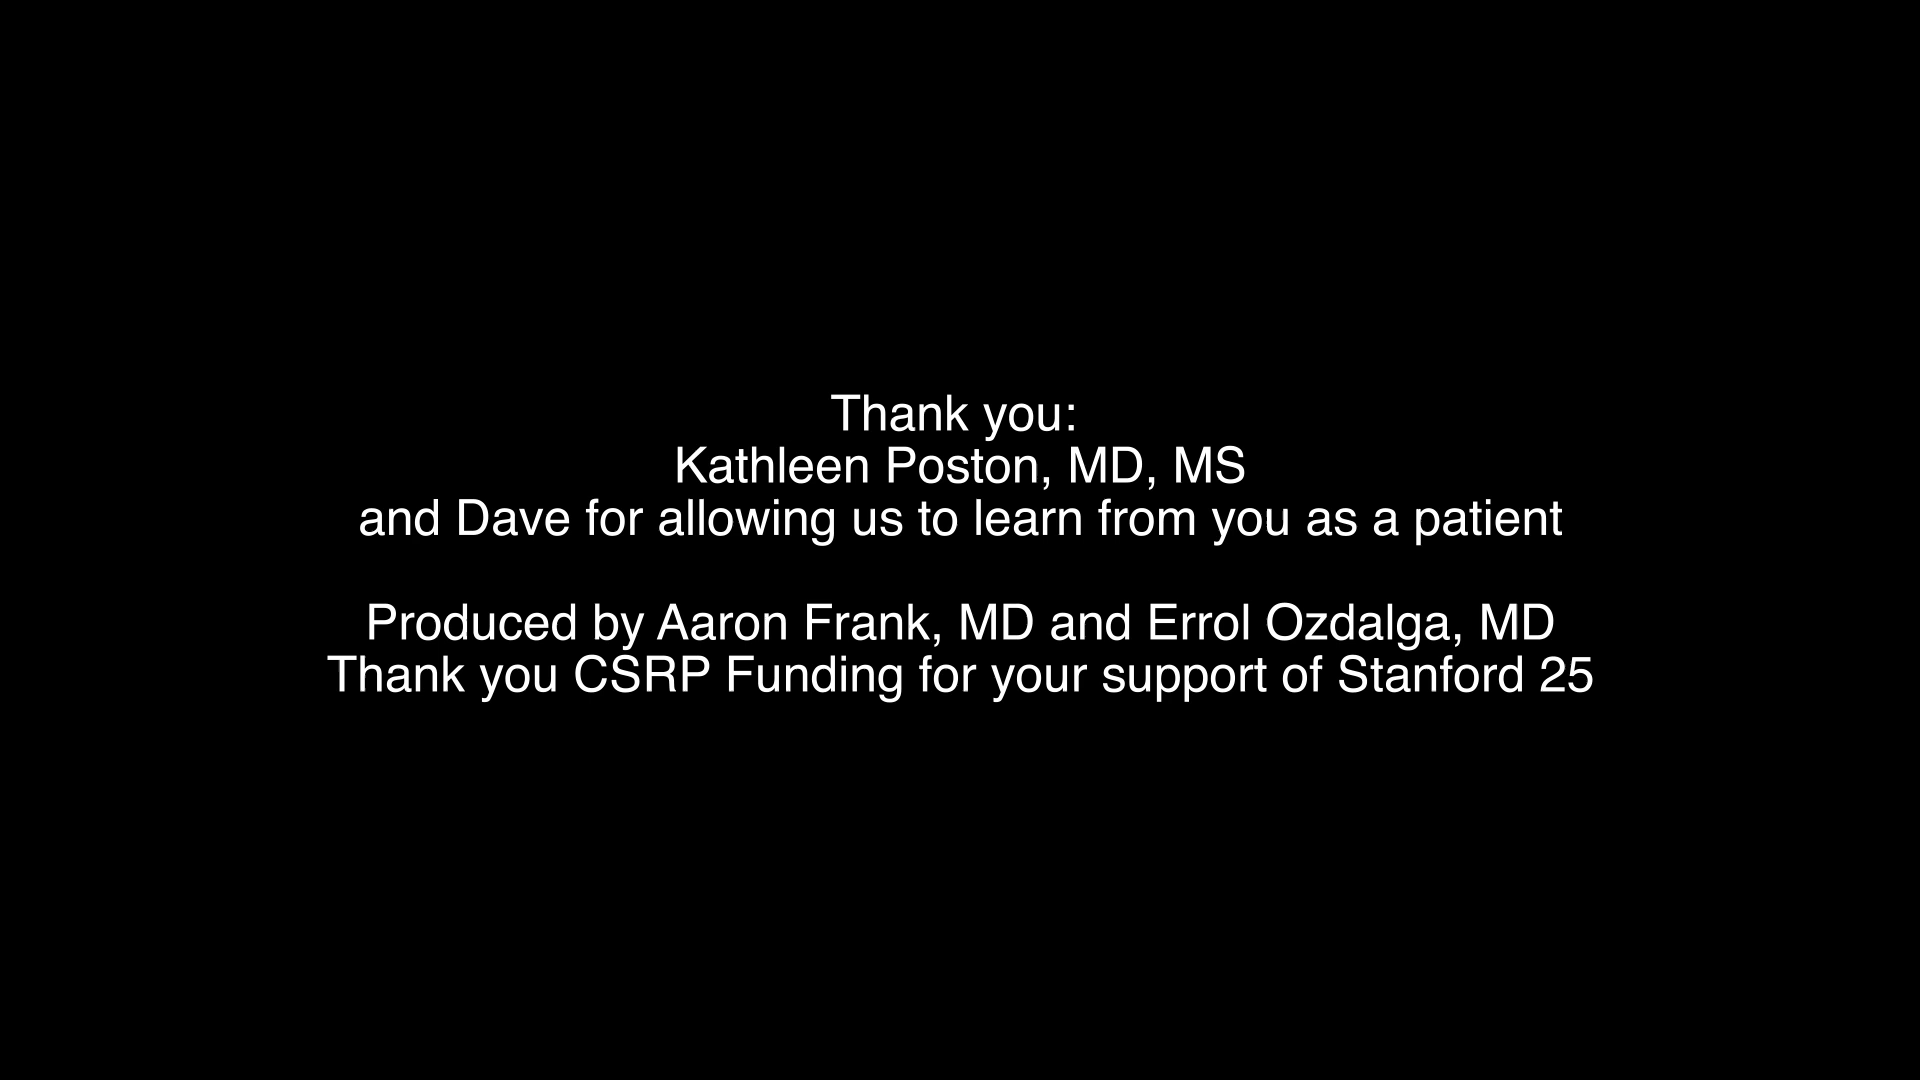 Thank you:
Kathleen Poston, MD, MS
and Dave for allowing us to learn from you as a patient
Produced by Aaron Frank, MD and Errol Ozdalga, MD
Thank you CSRP Funding for your support of Stanford 25